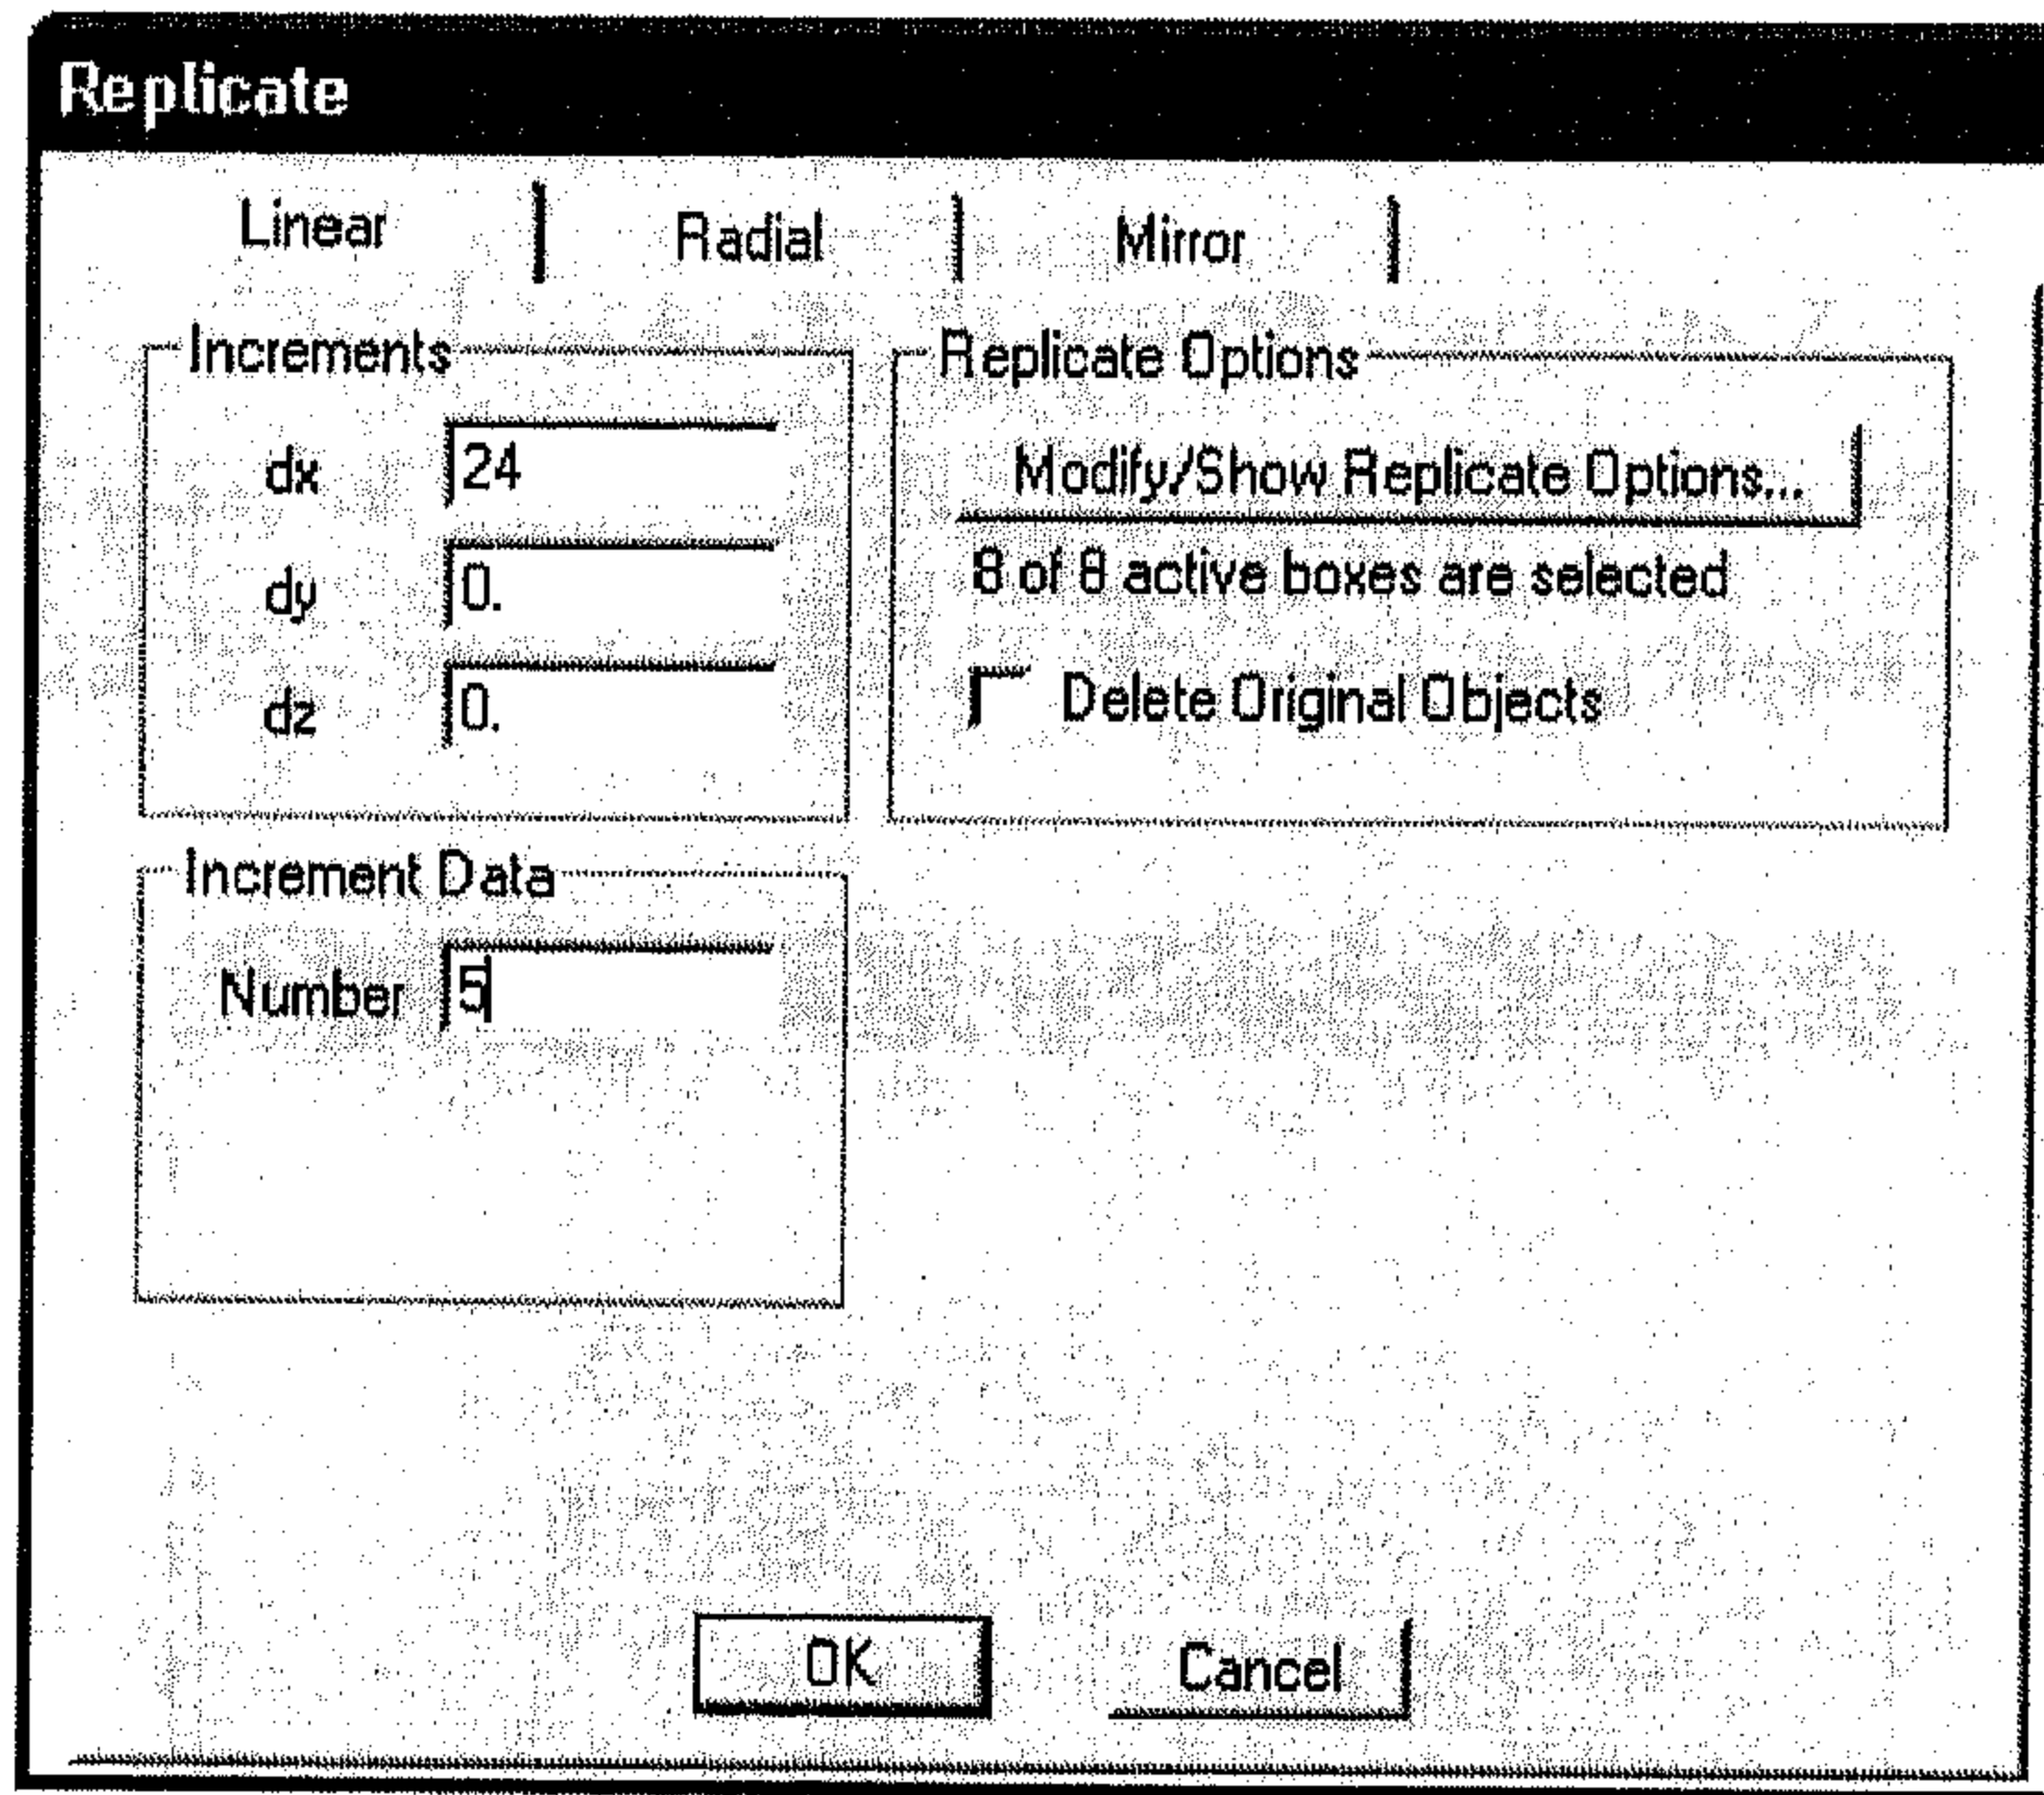 Replicate
Linear Radial Mirror
Increments
dx 24
dy 0.
dz 0.
Replicate Options
Modify/Show Replicate Options...
8 of 8 active boxes are selected
Delete Original Objects
Increment Data
Number 5
OK Cancel